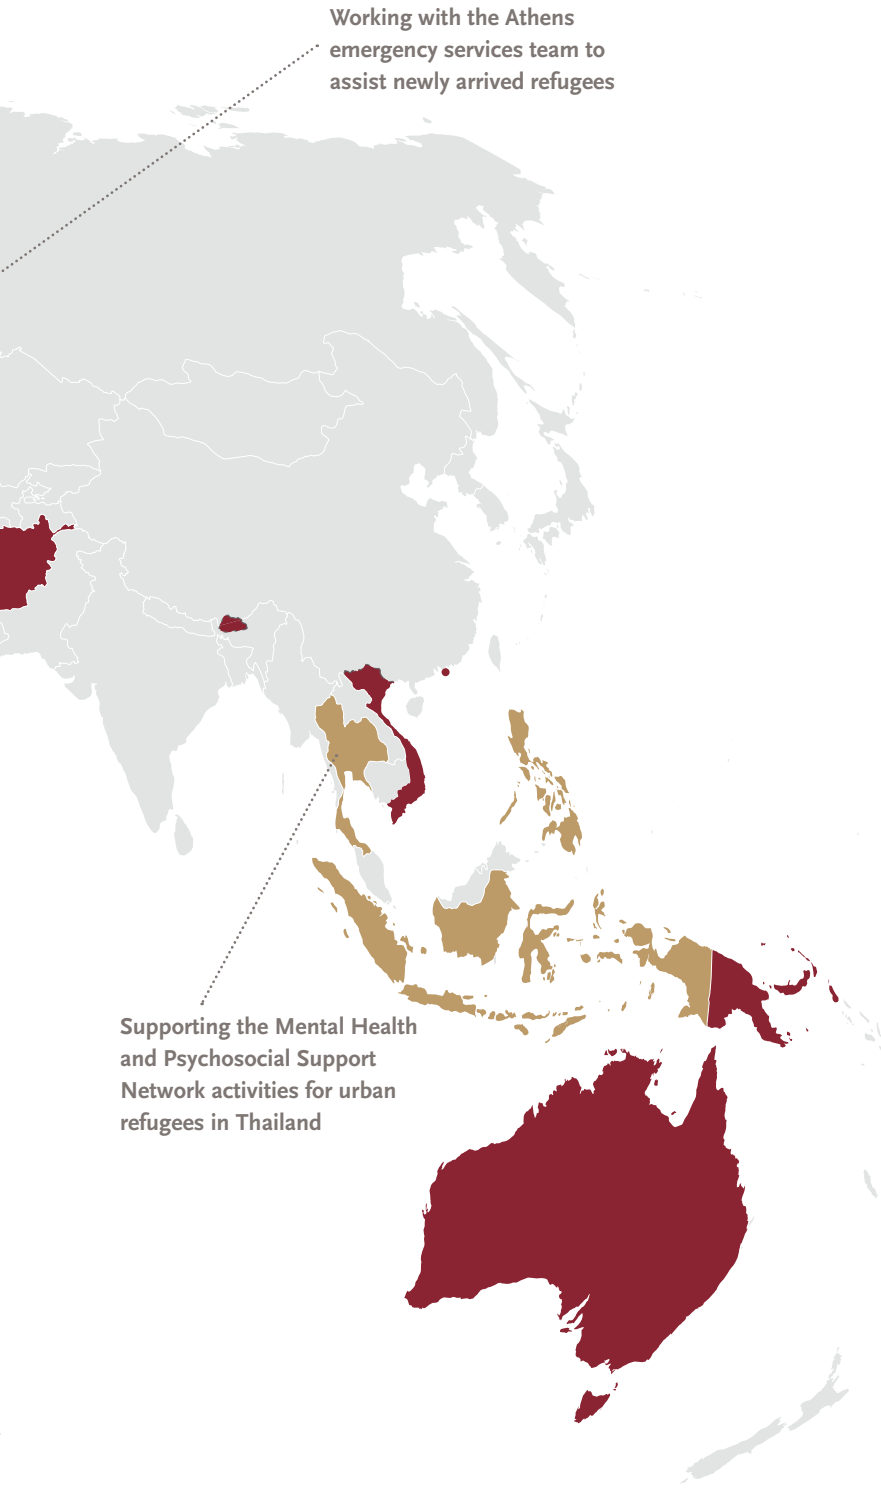 Working with the Athens
emergency services team to
assist newly arrived refugees
Supporting the Mental Health
and Psychosocial Support
Network activities for urban
refugees in Thailand